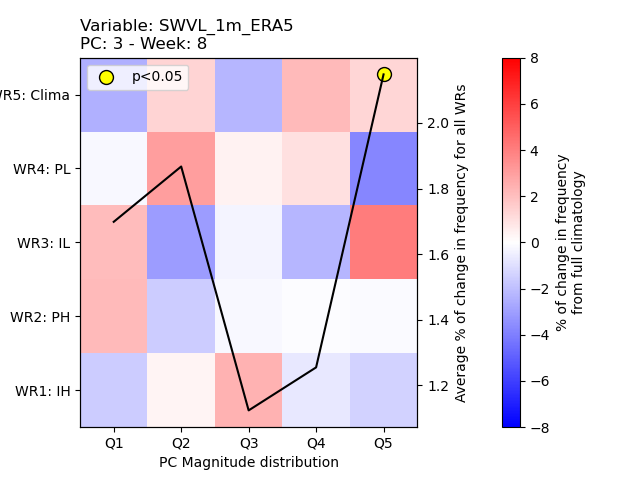 Variable: SWVL_1m_ERA5
PC: 3 - Week: 8
p<0.05
R5: Clima
WR4: PL
WR3: IL
WR2: PH
WR1: IH
Q1 Q2 Q3 Q4 Q5
PC Magnitude distribution
2.0
1.8
1.6
1.4
1.2
Average % of change in frequency for all WRs
8
6
4
2
0
−2
−4
−6
−8
% of change in frequency
from full climatology